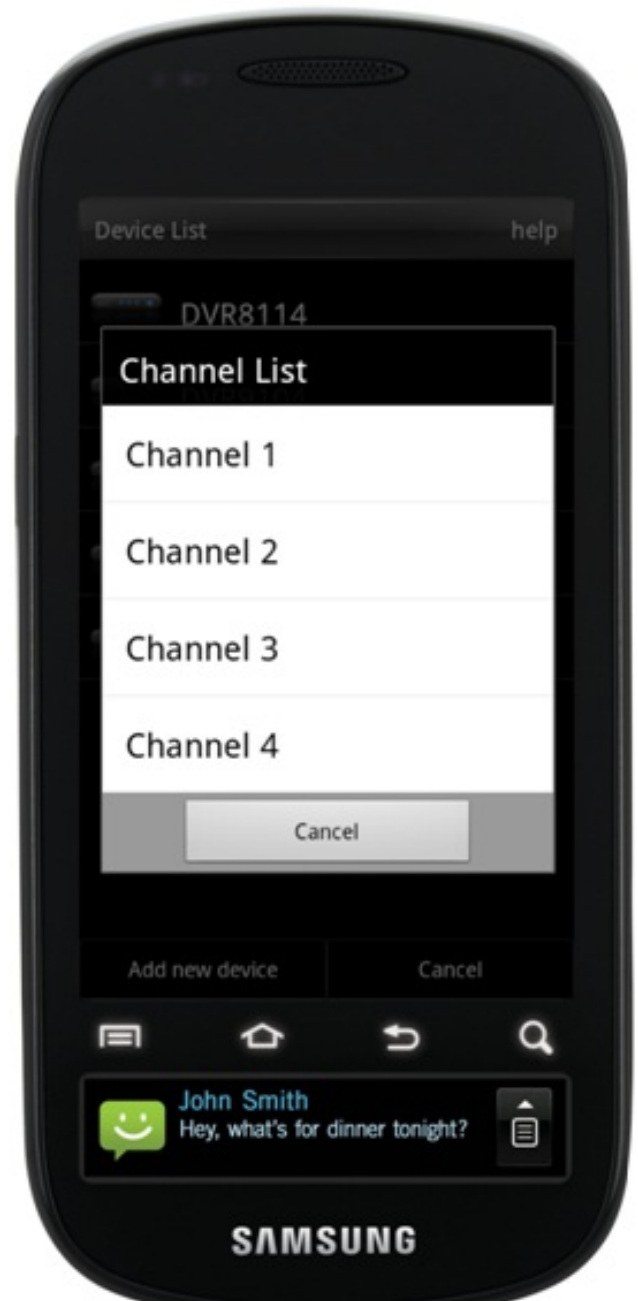 Device List help
DVR8114
Channel List
Channel 1
Channel 2
Channel 3
Channel 4
Cancel
Add new device Cancel
John Smith
Hey, what's for dinner tonight?
SAMSUNG